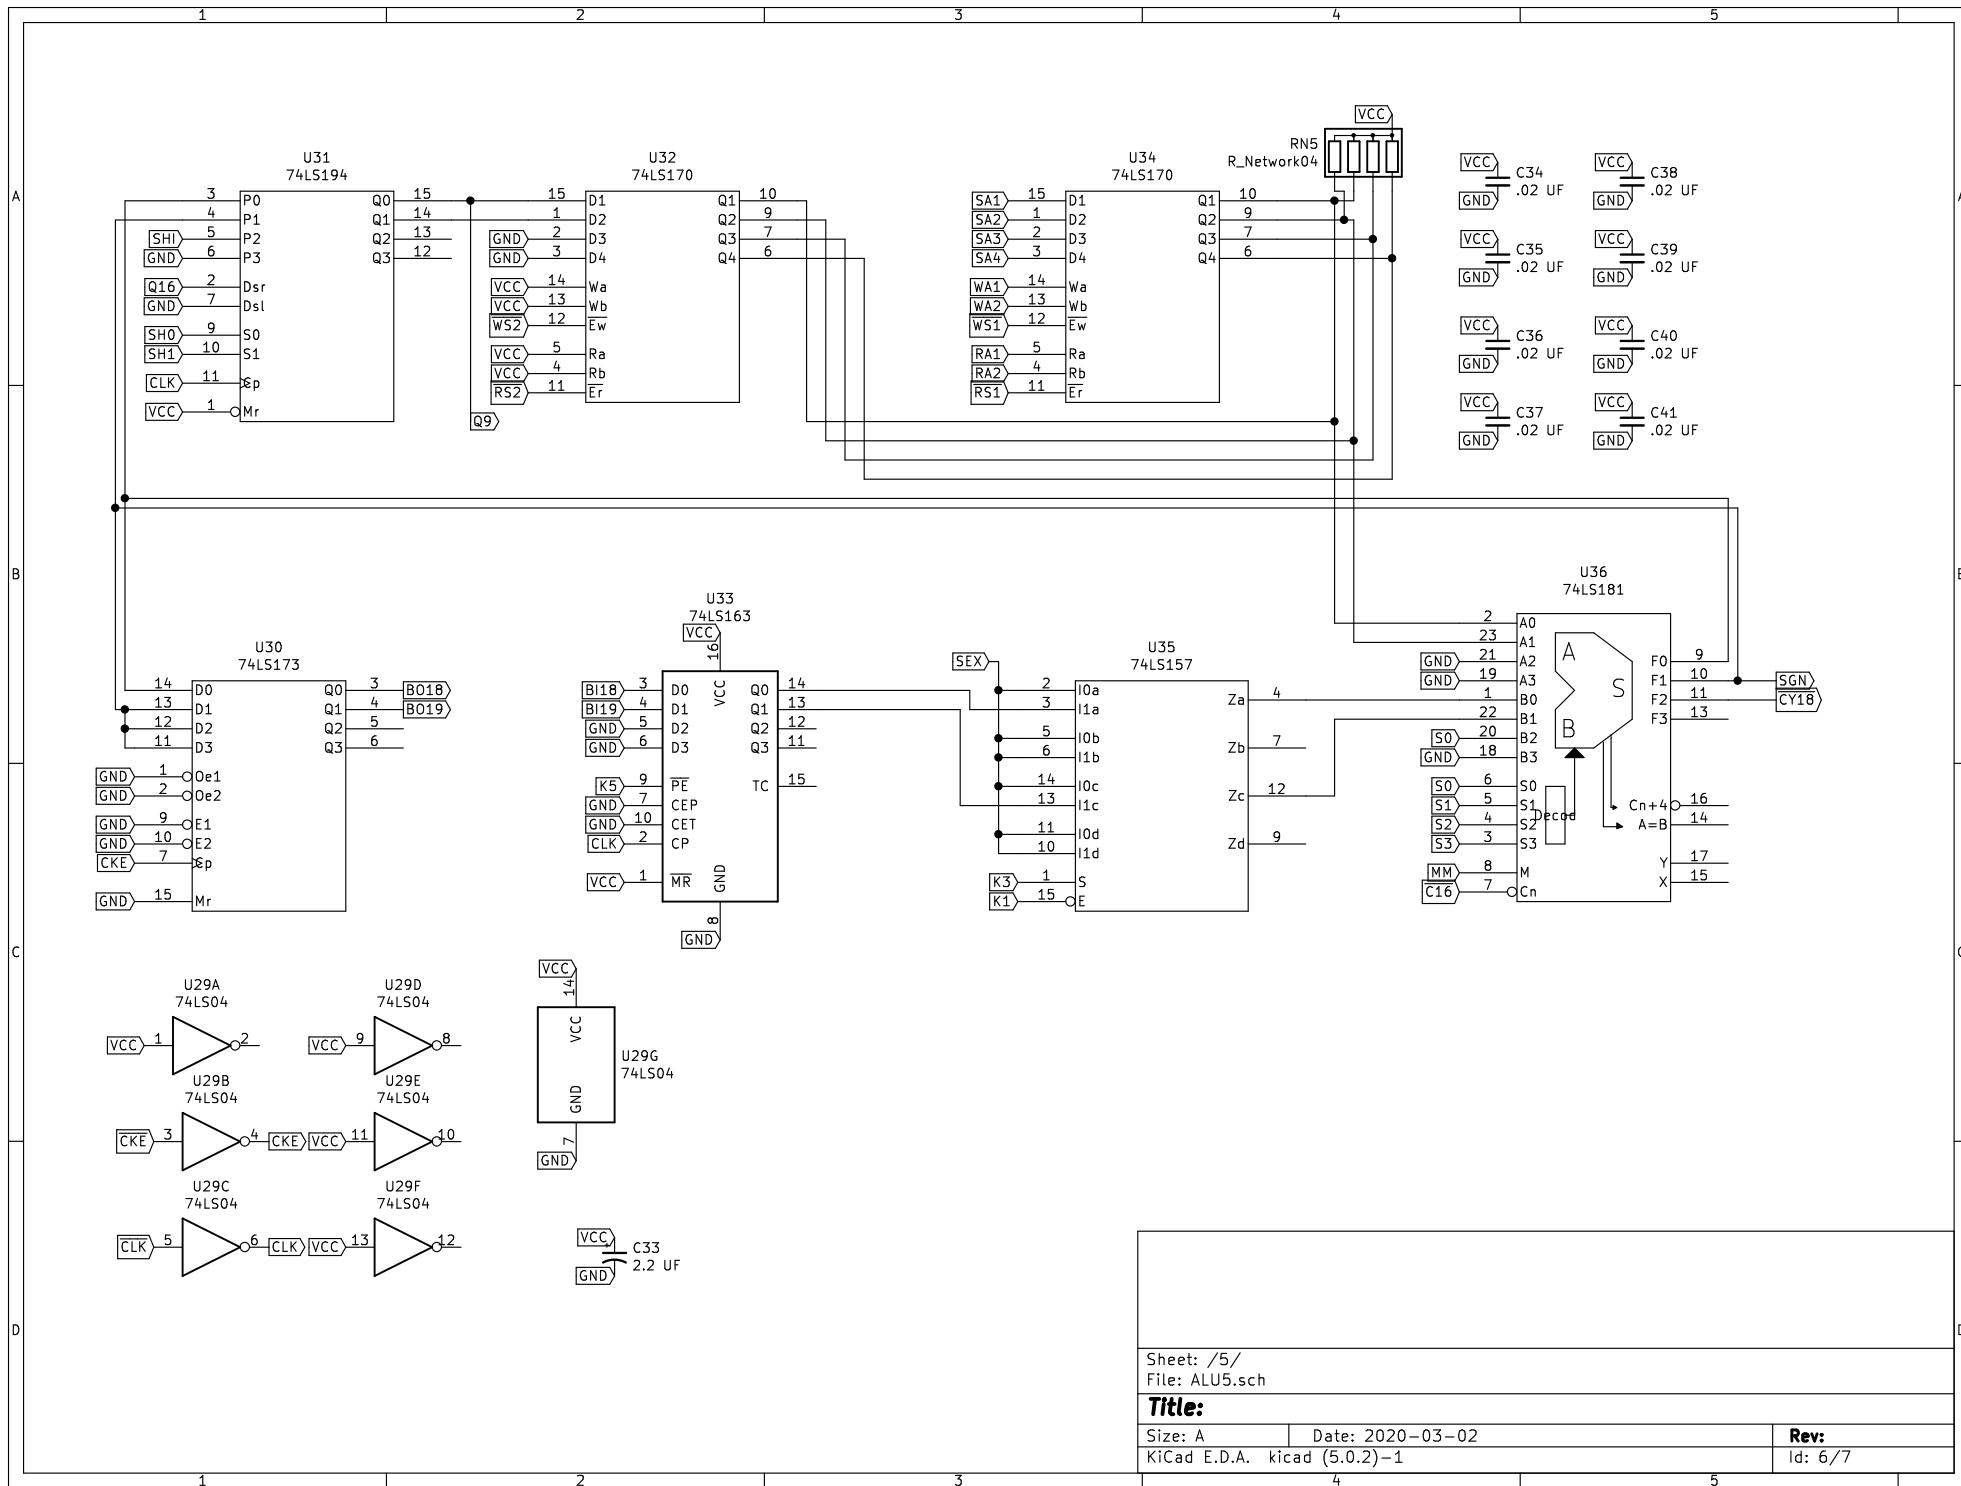 1 2 3 4 5
A
B
C
D
U31
74LS194
3 P0
4 P1
SHI 5 P2
GND 6 P3
Q16 2 Dsr
GND 7 Dsl
SH0 9 S0
SH1 10 S1
CLK 11 Cp
VCC 1 Mr
Q0 15
Q1 14
Q2 13
Q3 12
Q9
U32
74LS170
15 D1
1 D2
GND 2 D3
GND 3 D4
VCC 14 Wa
VCC 13 Wb
WS2 12 Ew
VCC 5 Ra
VCC 4 Rb
RS2 11 Er
Q1 10
Q2 9
Q3 7
Q4 6
U34
74LS170
SA1 15 D1
SA2 1 D2
SA3 2 D3
SA4 3 D4
WA1 14 Wa
WA2 13 Wb
WS1 12 Ew
RA1 5 Ra
RA2 4 Rb
RS1 11 Er
Q1 10
Q2 9
Q3 7
Q4 6
VCC
RN5
R_Network04
VCC
C34
.02 UF
GND
VCC
C38
.02 UF
GND
VCC
C35
.02 UF
GND
VCC
C39
.02 UF
GND
VCC
C36
.02 UF
GND
VCC
C40
.02 UF
GND
VCC
C37
.02 UF
GND
VCC
C41
.02 UF
GND
U30
74LS173
14 D0
13 D1
12 D2
11 D3
GND 1 Oe1
GND 2 Oe2
GND 9 E1
GND 10 E2
CKE 7 Cp
GND 15 Mr
Q0 3 BO18
Q1 4 BO19
Q2 5
Q3 6
U33
74LS163
VCC
16
VCC
BI18 3 D0
BI19 4 D1
GND 5 D2
GND 6 D3
K5 9 PE
GND 7 CEP
GND 10 CET
CLK 2 CP
VCC 1 MR
Q0 14
Q1 13
Q2 12
Q3 11
TC 15
GND
8
GND
U35
74LS157
SEX
2 I0a
3 I1a
5 I0b
6 I1b
14 I0c
13 I1c
11 I0d
10 I1d
K3 1 S
K1 15 E
Za 4
Zb 7
Zc 12
Zd 9
U36
74LS181
2 A0
23 A1
GND 21 A2
GND 19 A3
1 B0
22 B1
S0 20 B2
GND 18 B3
S0 6 S0
S1 5 S1
S2 4 S2
S3 3 S3
MM 8 M
C16 7 Cn
A
B
S
Decod
F0 9
F1 10 SGN
F2 11 CY18
F3 13
Cn+4 16
A=B 14
Y 17
X 15
U29A
74LS04
VCC 1 2
U29D
74LS04
VCC 9 8
U29B
74LS04
CKE 3 4 CKE
U29E
74LS04
VCC 11 10
U29C
74LS04
CLK 5 6 CLK
U29F
74LS04
VCC 13 12
VCC
14
VCC
GND
7
GND
U29G
74LS04
VCC
C33
2.2 UF
GND
Sheet: /5/
File: ALU5.sch
Title:
Size: A Date: 2020-03-02 Rev:
KiCad E.D.A. kicad (5.0.2)-1 Id: 6/7
1 2 3 4 5